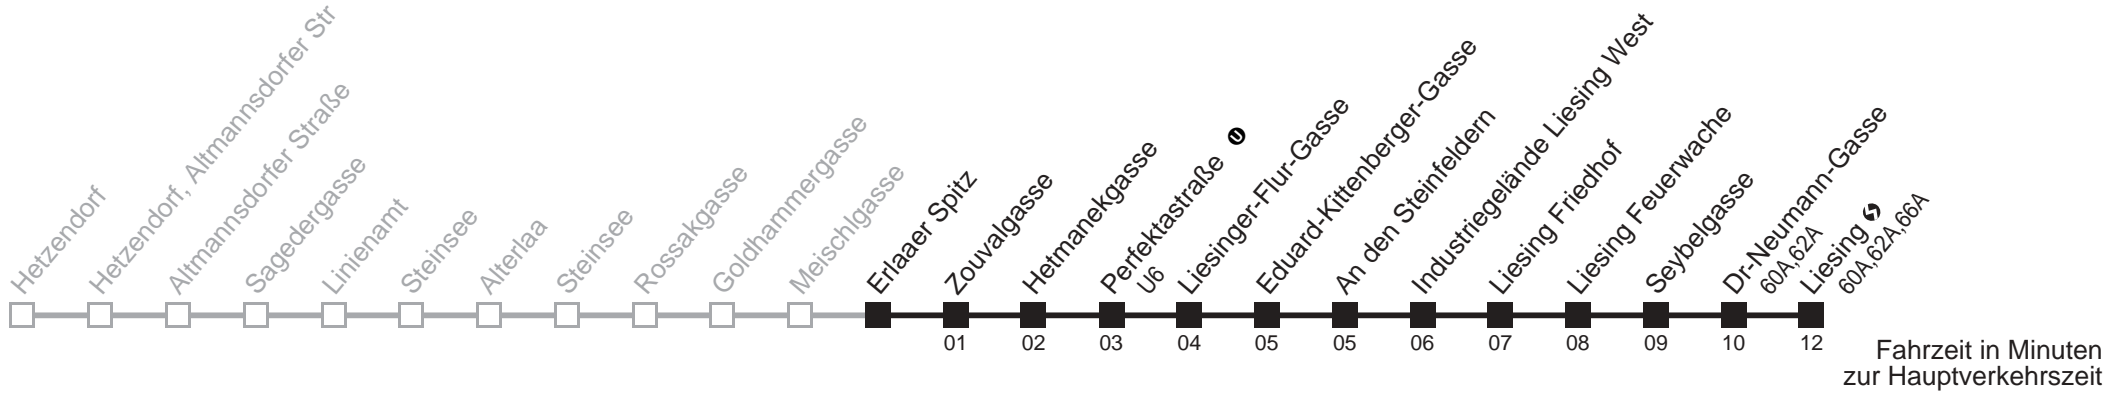 Hetzendorf
Hetzendorf, Altmannsdorfer Str
Altmannsdorfer Straße
Sagedergasse
Linienamt
Steinsee
Alterlaa
Steinsee
Rossakgasse
Goldhammergasse
Meischlgasse
Erlaaer Spitz
Zouvalgasse
Hetmanekgasse
Perfektastraße U
U6
Liesinger-Flur-Gasse
Eduard-Kittenberger-Gasse
An den Steinfeldern
Industriegelände Liesing West
Liesing Friedhof
Liesing Feuerwache
Seybelgasse
Dr-Neumann-Gasse
60A,62A
Liesing
60A,62A,66A
01 02 03 04 05 05 06 07 08 09 10 12
Fahrzeit in Minuten
zur Hauptverkehrszeit